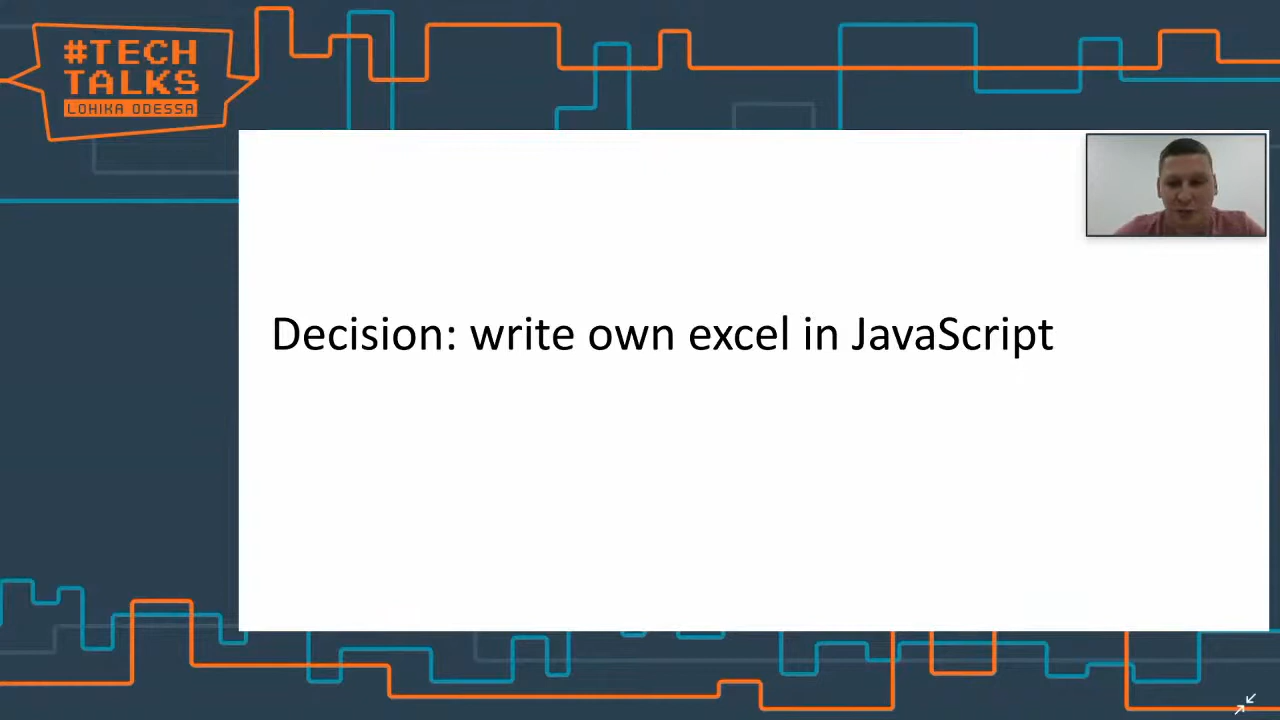 #TECH
TALKS
LOHIKA ODESSA
Decision: write own excel in JavaScript